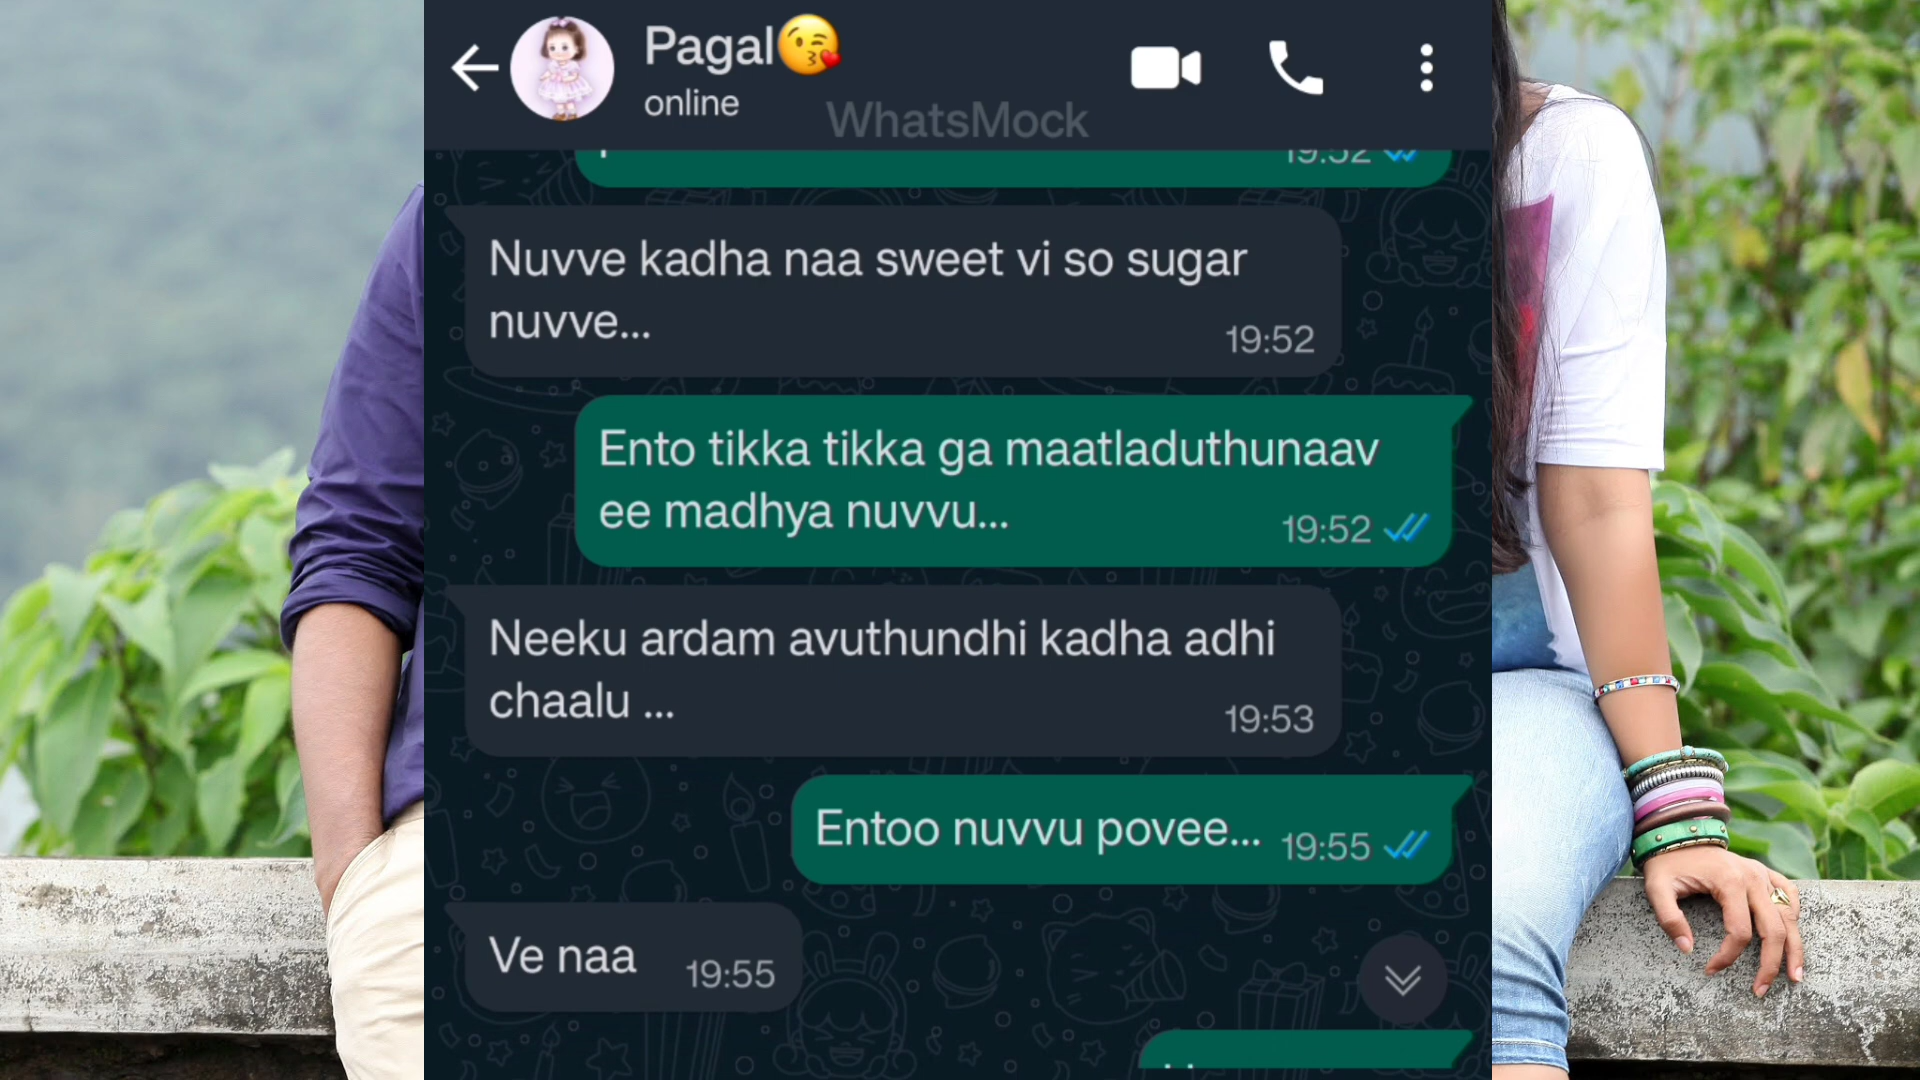 Pagal😘
online
WhatsMock
19:52
Nuvve kadha naa sweet vi so sugar
nuvve...
19:52
Ento tikka tikka ga maatladuthunaav
ee madhya nuvvu...
19:52
Neeku ardam avuthundhi kadha adhi
chaalu ...
19:53
Entoo nuvvu povee...
19:55
Ve naa
19:55